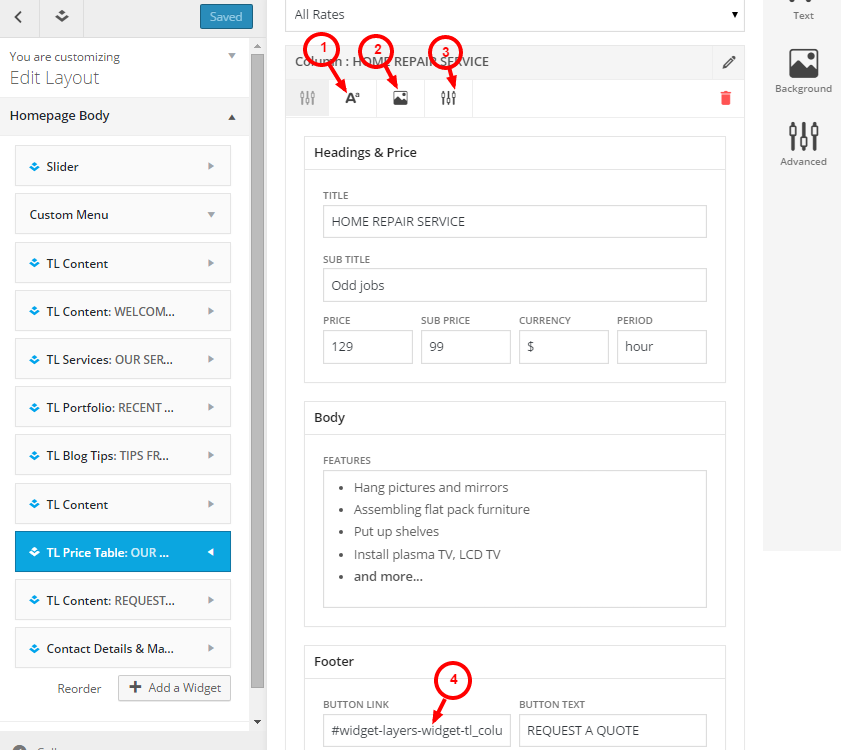 Saved
You are customizing
Edit Layout
Homepage Body
Slider
Custom Menu
TL Content
TL Content: WELCOM...
TL Services: OUR SER...
TL Portfolio: RECENT ...
TL Blog Tips: TIPS FR...
TL Content
TL Price Table: OUR ...
TL Content: REQUEST...
Contact Details & Ma...
Reorder
+ Add a Widget
All Rates
1
2
3
Column : HOME REPAIR SERVICE
Aa
Headings & Price
TITLE
HOME REPAIR SERVICE
SUB TITLE
Odd jobs
PRICE SUB PRICE CURRENCY PERIOD
129 99 $ hour
Body
FEATURES
• Hang pictures and mirrors
• Assembling flat pack furniture
• Put up shelves
• Install plasma TV, LCD TV
• and more...
Footer
4
BUTTON LINK BUTTON TEXT
#widget-layers-widget-tl_colu REQUEST A QUOTE
Text
Background
Advanced